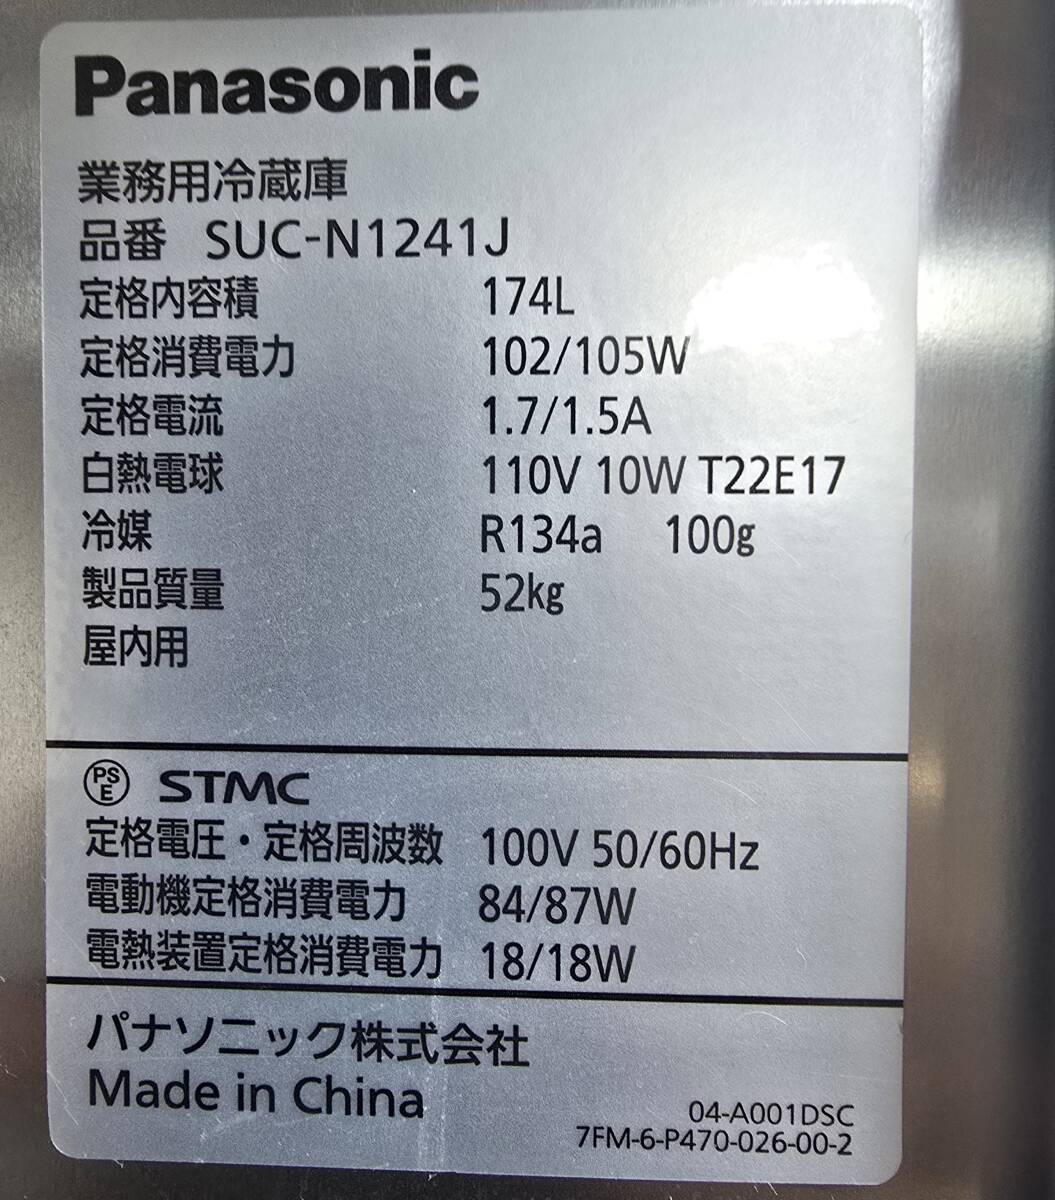 Panasonic
業務用冷蔵庫
品番 SUC-N1241J
定格内容積 174L
定格消費電力 102/105W
定格電流 1.7/1.5A
白熱電球 110V 10W T22E17
冷媒 R134a 100g
製品質量 52kg
屋内用
PSE STMC
定格電圧・定格周波数 100V 50/60Hz
電動機定格消費電力 84/87W
電熱装置定格消費電力 18/18W
パナソニック株式会社
Made in China
04-A001DSC
7FM-6-P470-026-00-2